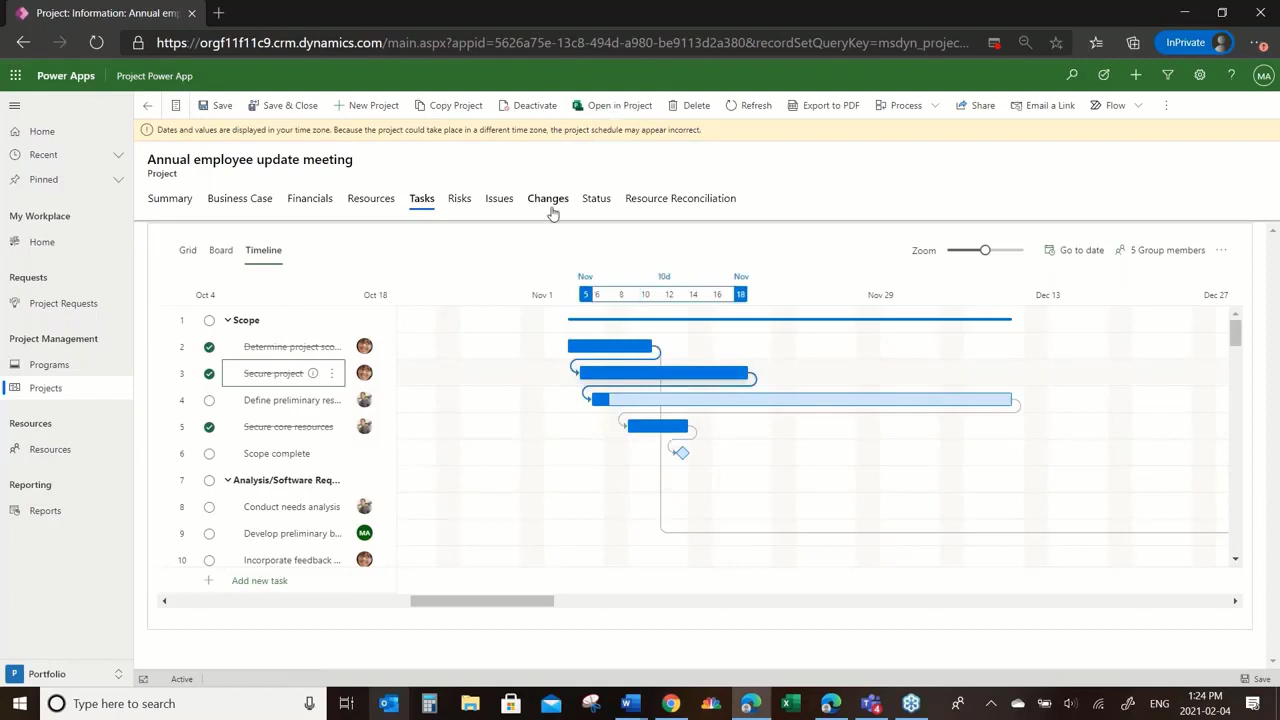 Project: Information: Annual emp
https://orgf11f11c9.crm.dynamics.com/main.aspx?appid=5626a75e-13c8-494d-a980-be9113d2a380&recordSetQueryKey=msdyn_projec...
InPrivate
Power Apps
Project Power App
MA
Save
Save & Close
New Project
Copy Project
Deactivate
Open in Project
Delete
Refresh
Export to PDF
Process
Share
Email a Link
Flow
Dates and values are displayed in your time zone. Because the project could take place in a different time zone, the project schedule may appear incorrect.
Home
Recent
Pinned
My Workplace
Home
Requests
Project Requests
Project Management
Programs
Projects
Resources
Resources
Reporting
Reports
P Portfolio
Annual employee update meeting
Project
Summary
Business Case
Financials
Resources
Tasks
Risks
Issues
Changes
Status
Resource Reconciliation
Grid
Board
Timeline
Zoom
Go to date
5 Group members
Nov 10d Nov
Oct 4 Oct 18 Nov 1 5 6 8 10 12 14 16 18 Nov 29 Dec 13 Dec 27
1 Scope
2 Determine project sco...
3 Secure project
4 Define preliminary res...
5 Secure core resources
6 Scope complete
7 Analysis/Software Req...
8 Conduct needs analysis
9 Develop preliminary b... MA
10 Incorporate feedback ...
Add new task
Active
Save
Type here to search
ENG
1:24 PM
2021-02-04